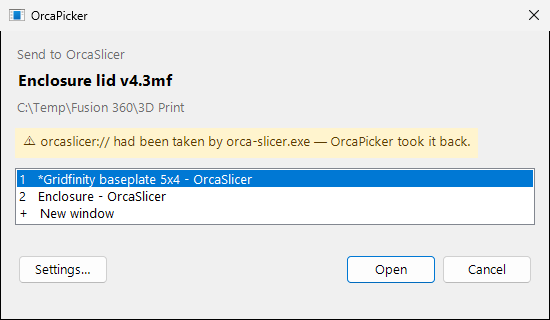 OrcaPicker
Send to OrcaSlicer
Enclosure lid v4.3mf
C:\Temp\Fusion 360\3D Print
⚠ orcaslicer:// had been taken by orca-slicer.exe — OrcaPicker took it back.
1 *Gridfinity baseplate 5x4 - OrcaSlicer
2 Enclosure - OrcaSlicer
+ New window
Settings...
Open
Cancel